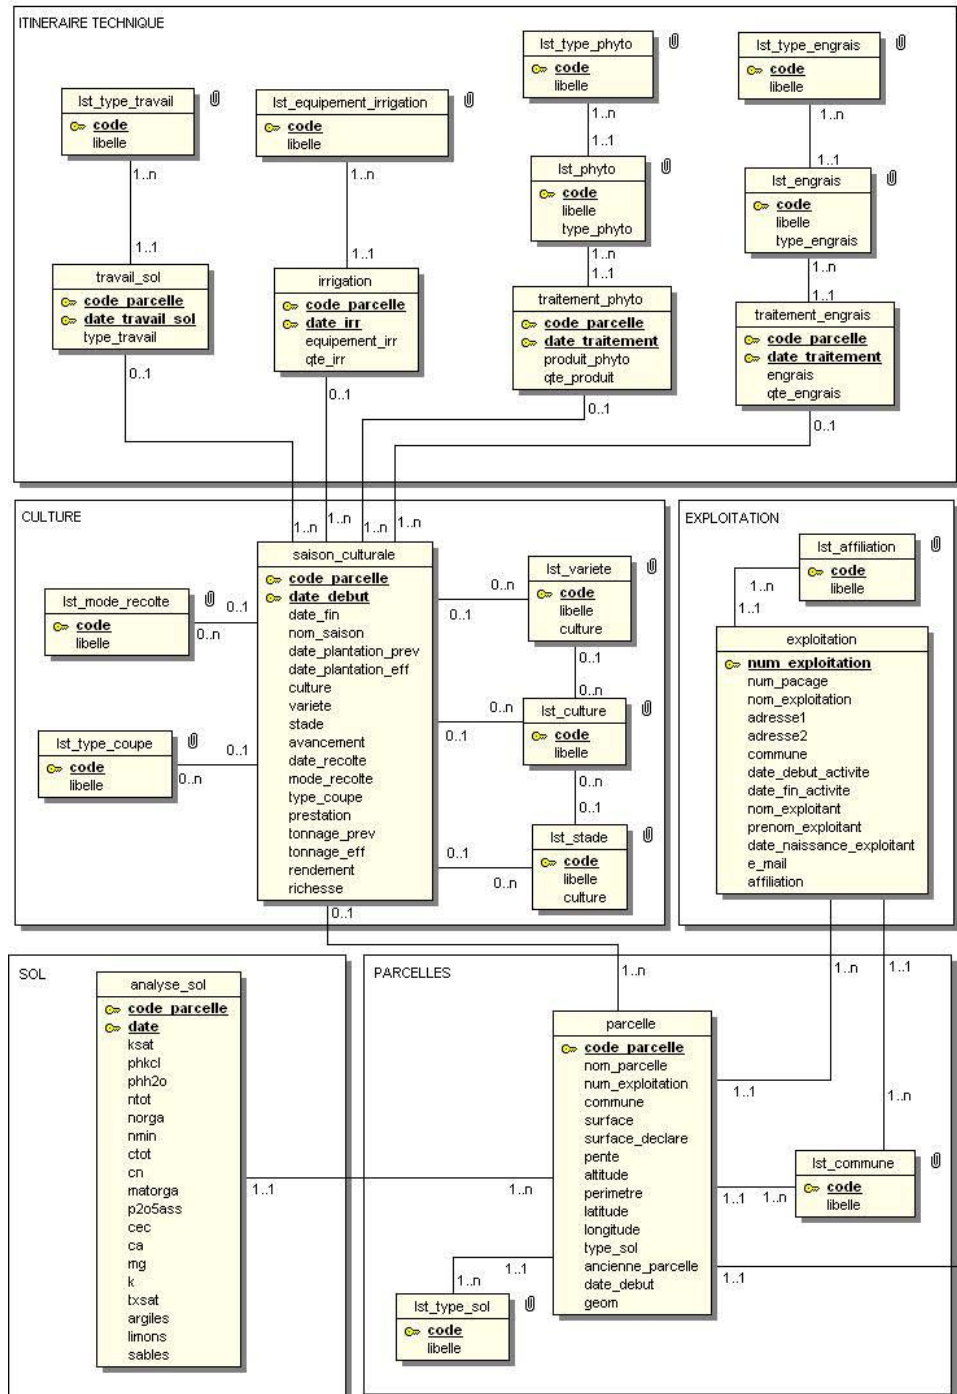 ITINERAIRE TECHNIQUE
lst_type_travail
code
libelle
1..n
1..1
travail_sol
code_parcelle
date_travail_sol
type_travail
0..1
lst_equipement_irrigation
code
libelle
1..n
1..1
irrigation
code_parcelle
date_irr
equipement_irr
qte_irr
0..1
lst_type_phyto
code
libelle
1..n
1..1
lst_phyto
code
libelle
type_phyto
1..n
1..1
traitement_phyto
code_parcelle
date_traitement
produit_phyto
qte_produit
0..1
lst_type_engrais
code
libelle
1..n
1..1
lst_engrais
code
libelle
type_engrais
1..n
1..1
traitement_engrais
code_parcelle
date_traitement
engrais
qte_engrais
0..1
CULTURE
1..n
1..n
1..n
1..n
saison_culturale
code_parcelle
date_debut
date_fin
nom_saison
date_plantation_prev
date_plantation_eff
culture
variete
stade
avancement
date_recolte
mode_recolte
type_coupe
prestation
tonnage_prev
tonnage_eff
rendement
richesse
0..1
lst_mode_recolte
code
libelle
0..1
0..n
lst_type_coupe
code
libelle
0..1
0..n
lst_variete
code
libelle
culture
0..n
0..1
0..1
0..n
lst_culture
code
libelle
0..n
0..1
0..n
0..1
lst_stade
code
libelle
culture
0..1
0..n
EXPLOITATION
lst_affiliation
code
libelle
1..n
1..1
exploitation
num_exploitation
num_pacage
nom_exploitation
adresse1
adresse2
commune
date_debut_activite
date_fin_activite
nom_exploitant
prenom_exploitant
date_naissance_exploitant
e_mail
affiliation
SOL
analyse_sol
code_parcelle
date
ksat
phkcl
phh2o
ntot
norga
nmin
ctot
cn
matorga
p2o5ass
cec
ca
mg
k
txsat
argiles
limons
sables
1..1
1..n
PARCELLES
1..n
1..n
1..1
parcelle
code_parcelle
nom_parcelle
num_exploitation
commune
surface
surface_declare
pente
altitude
perimetre
latitude
longitude
type_sol
ancienne_parcelle
date_debut
geom
1..1
1..n
lst_commune
code
libelle
1..1
1..n
1..1
1..1
1..n
lst_type_sol
code
libelle